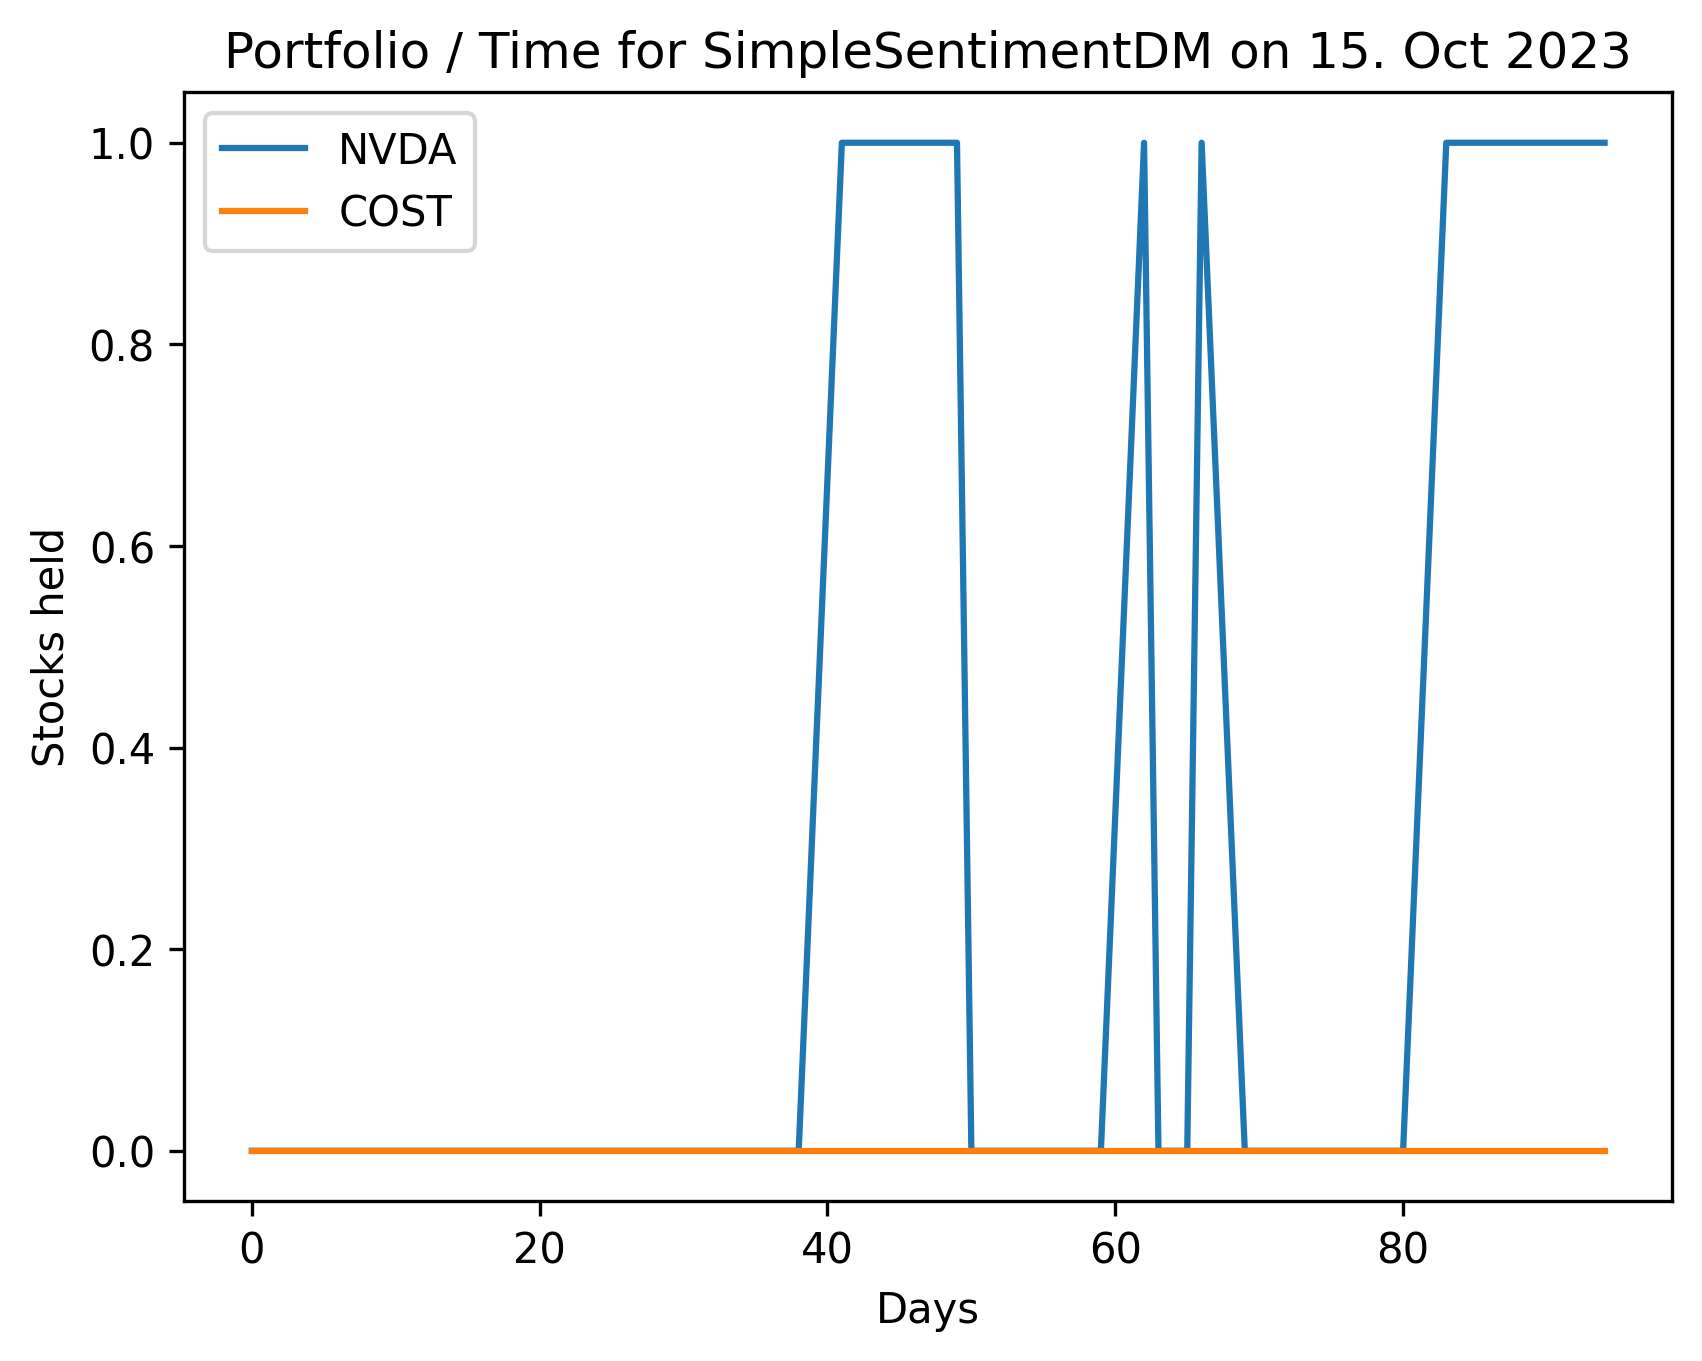 Portfolio / Time for SimpleSentimentDM on 15. Oct 2023
NVDA
COST
1.0
0.8
0.6
0.4
0.2
0.0
Stocks held
0 20 40 60 80
Days